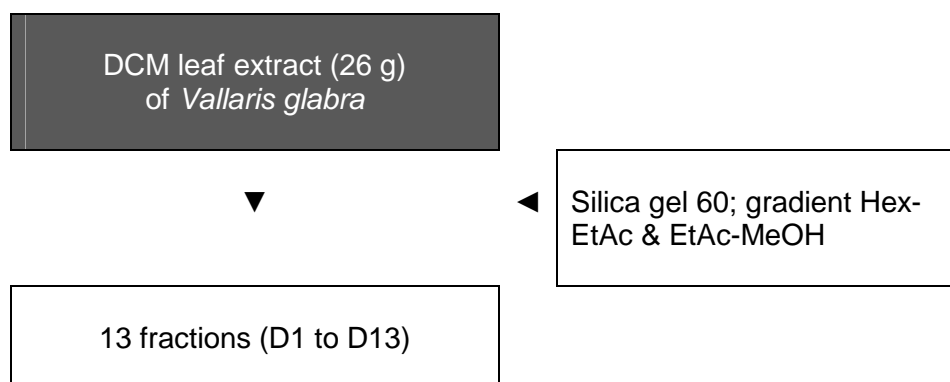 DCM leaf extract (26 g)
of Vallaris glabra
▼
◄
Silica gel 60; gradient Hex-
EtAc & EtAc-MeOH
13 fractions (D1 to D13)